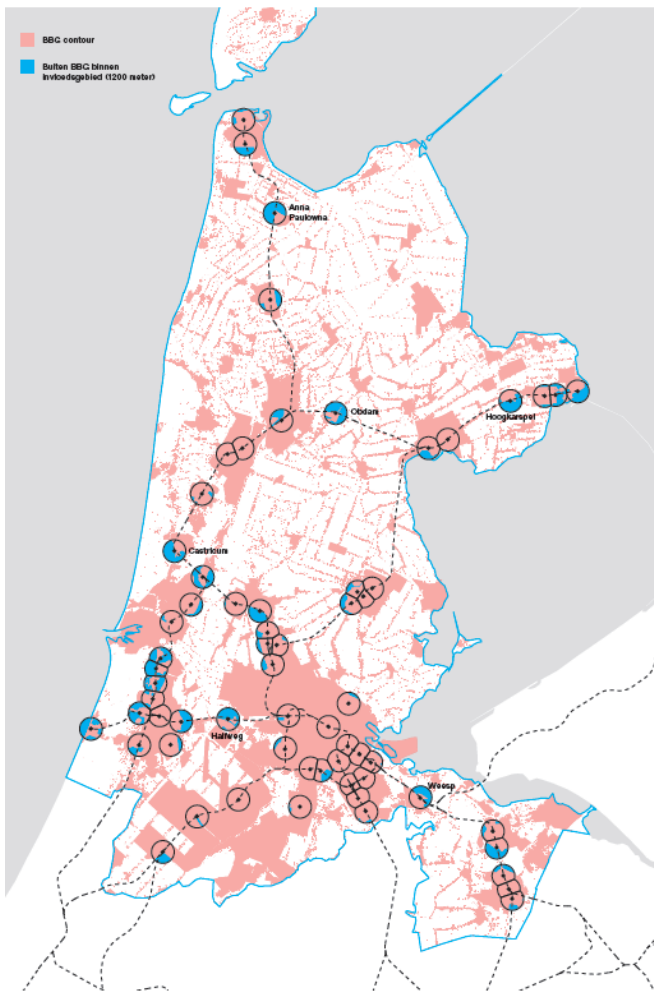 BBG contour
Buiten BBG binnen
invloedsgebied (1200 meter)
Anna
Paulowna
Obdam
Hoogkarspel
Castricum
Halfweg
Weesp